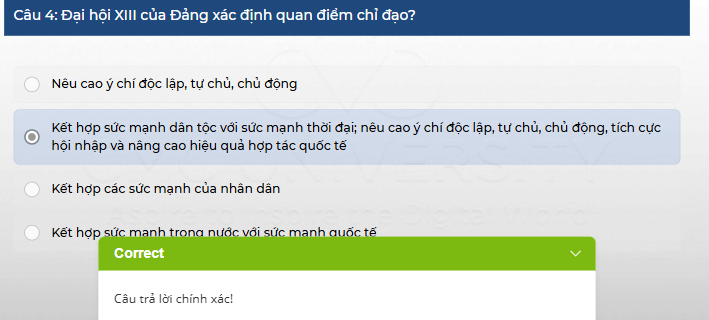 Câu 4: Đại hội XIII của Đảng xác định quan điểm chỉ đạo?
Nêu cao ý chí độc lập, tự chủ, chủ động
Kết hợp sức mạnh dân tộc với sức mạnh thời đại; nêu cao ý chí độc lập, tự chủ, chủ động, tích cực
hội nhập và nâng cao hiệu quả hợp tác quốc tế
Kết hợp các sức mạnh của nhân dân
Kết hợp sức mạnh trong nước với sức mạnh quốc tế
Correct
Câu trả lời chính xác!